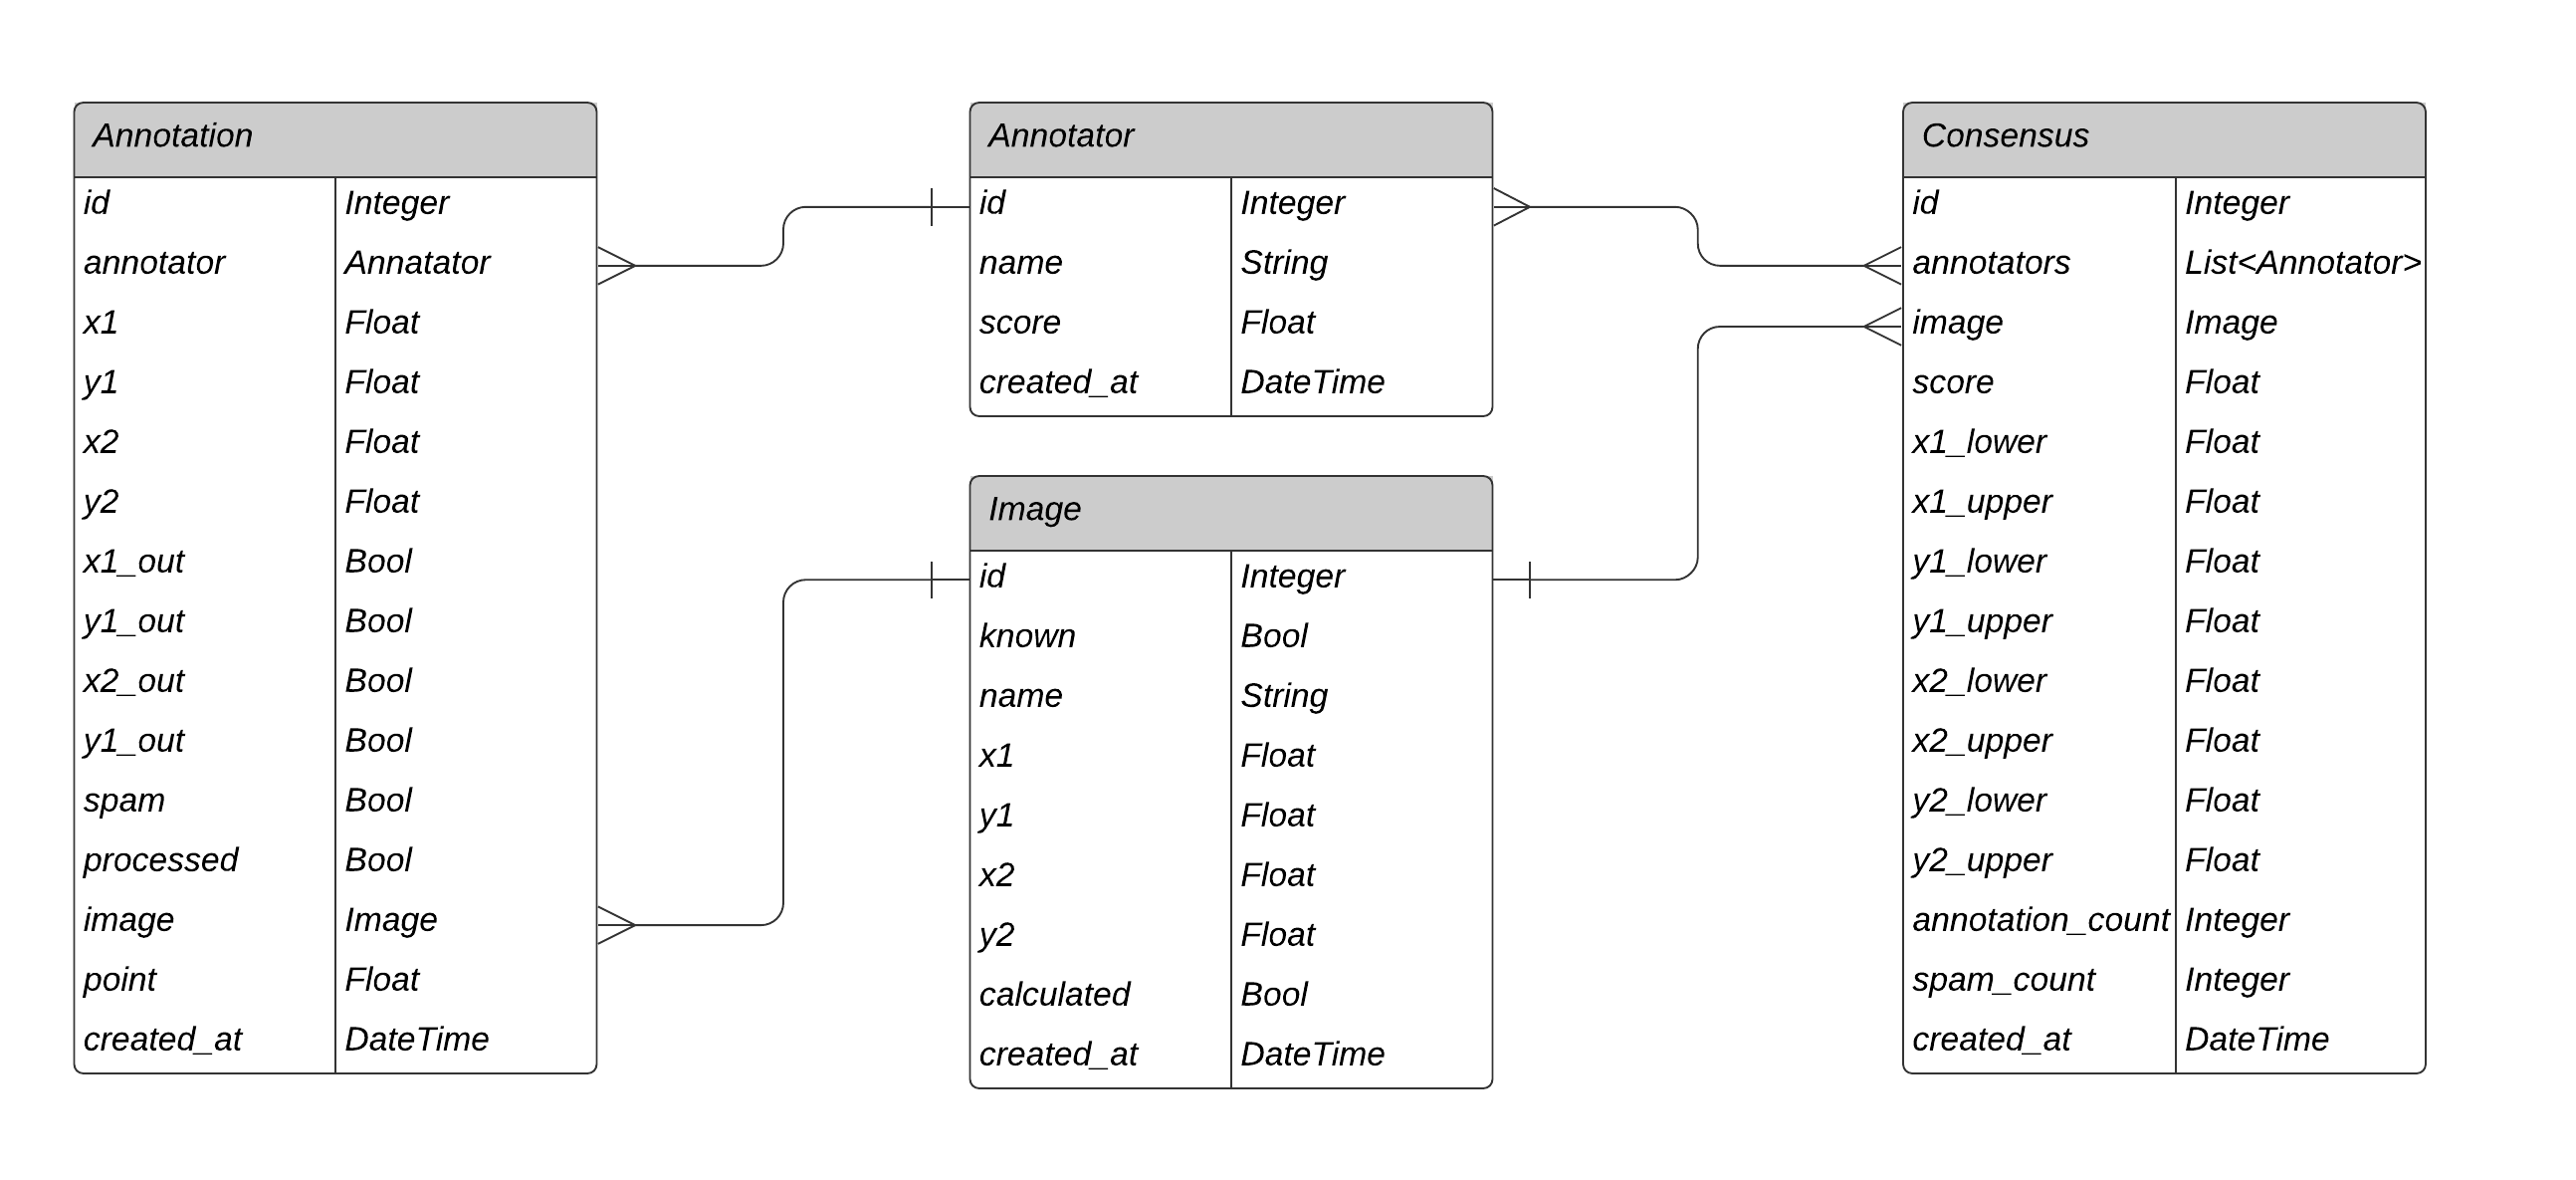 Annotation
id Integer
annotator Annatator
x1 Float
y1 Float
x2 Float
y2 Float
x1_out Bool
y1_out Bool
x2_out Bool
y1_out Bool
spam Bool
processed Bool
image Image
point Float
created_at DateTime
Annotator
id Integer
name String
score Float
created_at DateTime
Image
id Integer
known Bool
name String
x1 Float
y1 Float
x2 Float
y2 Float
calculated Bool
created_at DateTime
Consensus
id Integer
annotators List<Annotator>
image Image
score Float
x1_lower Float
x1_upper Float
y1_lower Float
y1_upper Float
x2_lower Float
x2_upper Float
y2_lower Float
y2_upper Float
annotation_count Integer
spam_count Integer
created_at DateTime